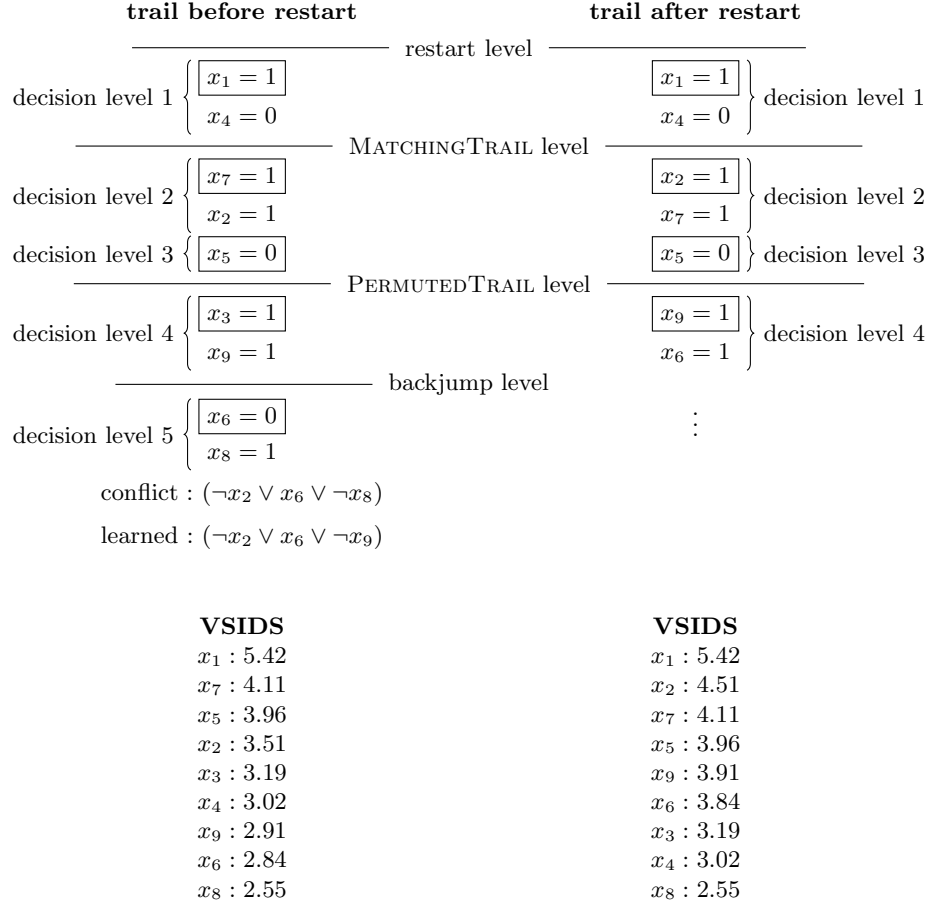 trail before restart trail after restart
restart level
x₁ = 1 x₁ = 1
decision level 1 decision level 1
x₄ = 0 x₄ = 0
MATCHINGTRAIL level
x₇ = 1 x₂ = 1
decision level 2 decision level 2
x₂ = 1 x₇ = 1
decision level 3 x₅ = 0 x₅ = 0 decision level 3
PERMUTEDTRAIL level
x₃ = 1 x₉ = 1
decision level 4 decision level 4
x₉ = 1 x₆ = 1
backjump level
x₆ = 0
decision level 5 ⋮
x₈ = 1
conflict : (¬x₂ ∨ x₆ ∨ ¬x₈)
learned : (¬x₂ ∨ x₆ ∨ ¬x₉)
VSIDS VSIDS
x₁ : 5.42 x₁ : 5.42
x₇ : 4.11 x₂ : 4.51
x₅ : 3.96 x₇ : 4.11
x₂ : 3.51 x₅ : 3.96
x₃ : 3.19 x₉ : 3.91
x₄ : 3.02 x₆ : 3.84
x₉ : 2.91 x₃ : 3.19
x₆ : 2.84 x₄ : 3.02
x₈ : 2.55 x₈ : 2.55